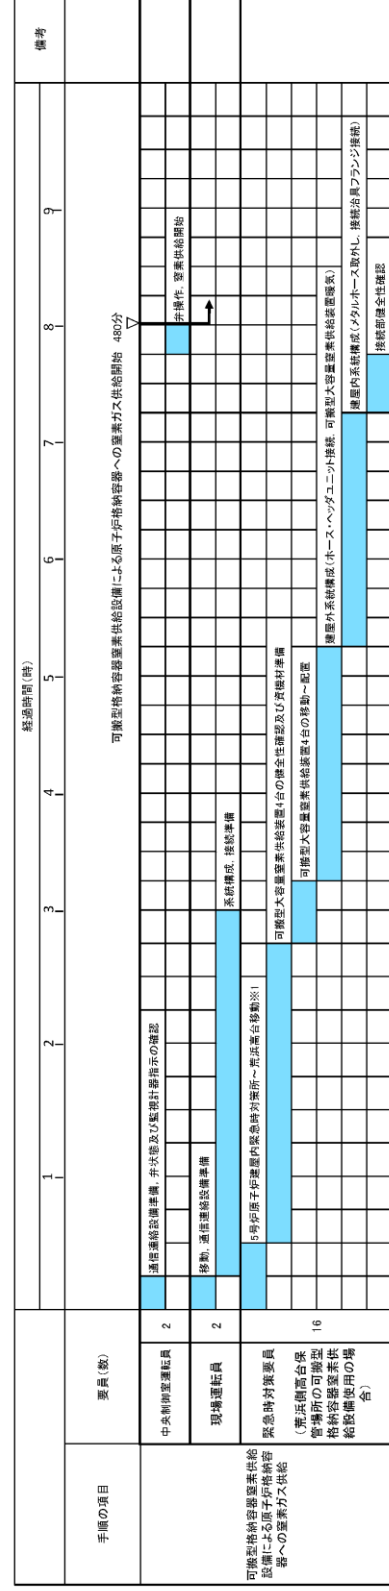 手順の項目
要員(数)
経過時間(時)
備考
1
2
3
4
5
6
7
8
9
可搬型格納容器窒素供給設備による原子炉格納容器への窒素ガス供給開始 480分
可搬型格納容器窒素供給
設備による原子炉格納容
器への窒素ガス供給
中央制御室運転員
2
通信連絡設備準備, 弁状態及び監視計器指示の確認
弁操作, 窒素供給開始
現場運転員
2
移動, 通信連絡設備準備
系統構成, 接続準備
緊急時対策要員
(荒浜側高台保
管場所の可搬型
格納容器窒素供
給設備使用の場
合)
16
5号炉原子炉建屋内緊急時対策所～荒浜高台移動※1
可搬型大容量窒素供給装置4台の健全性確認及び資機材準備
可搬型大容量窒素供給装置4台の移動～配置
建屋外系統構成(ホース・ヘッダユニット接続, 可搬型大容量窒素供給装置暖気)
建屋内系統構成(メタルホース取外し, 接続治具フランジ接続)
接続部健全性確認